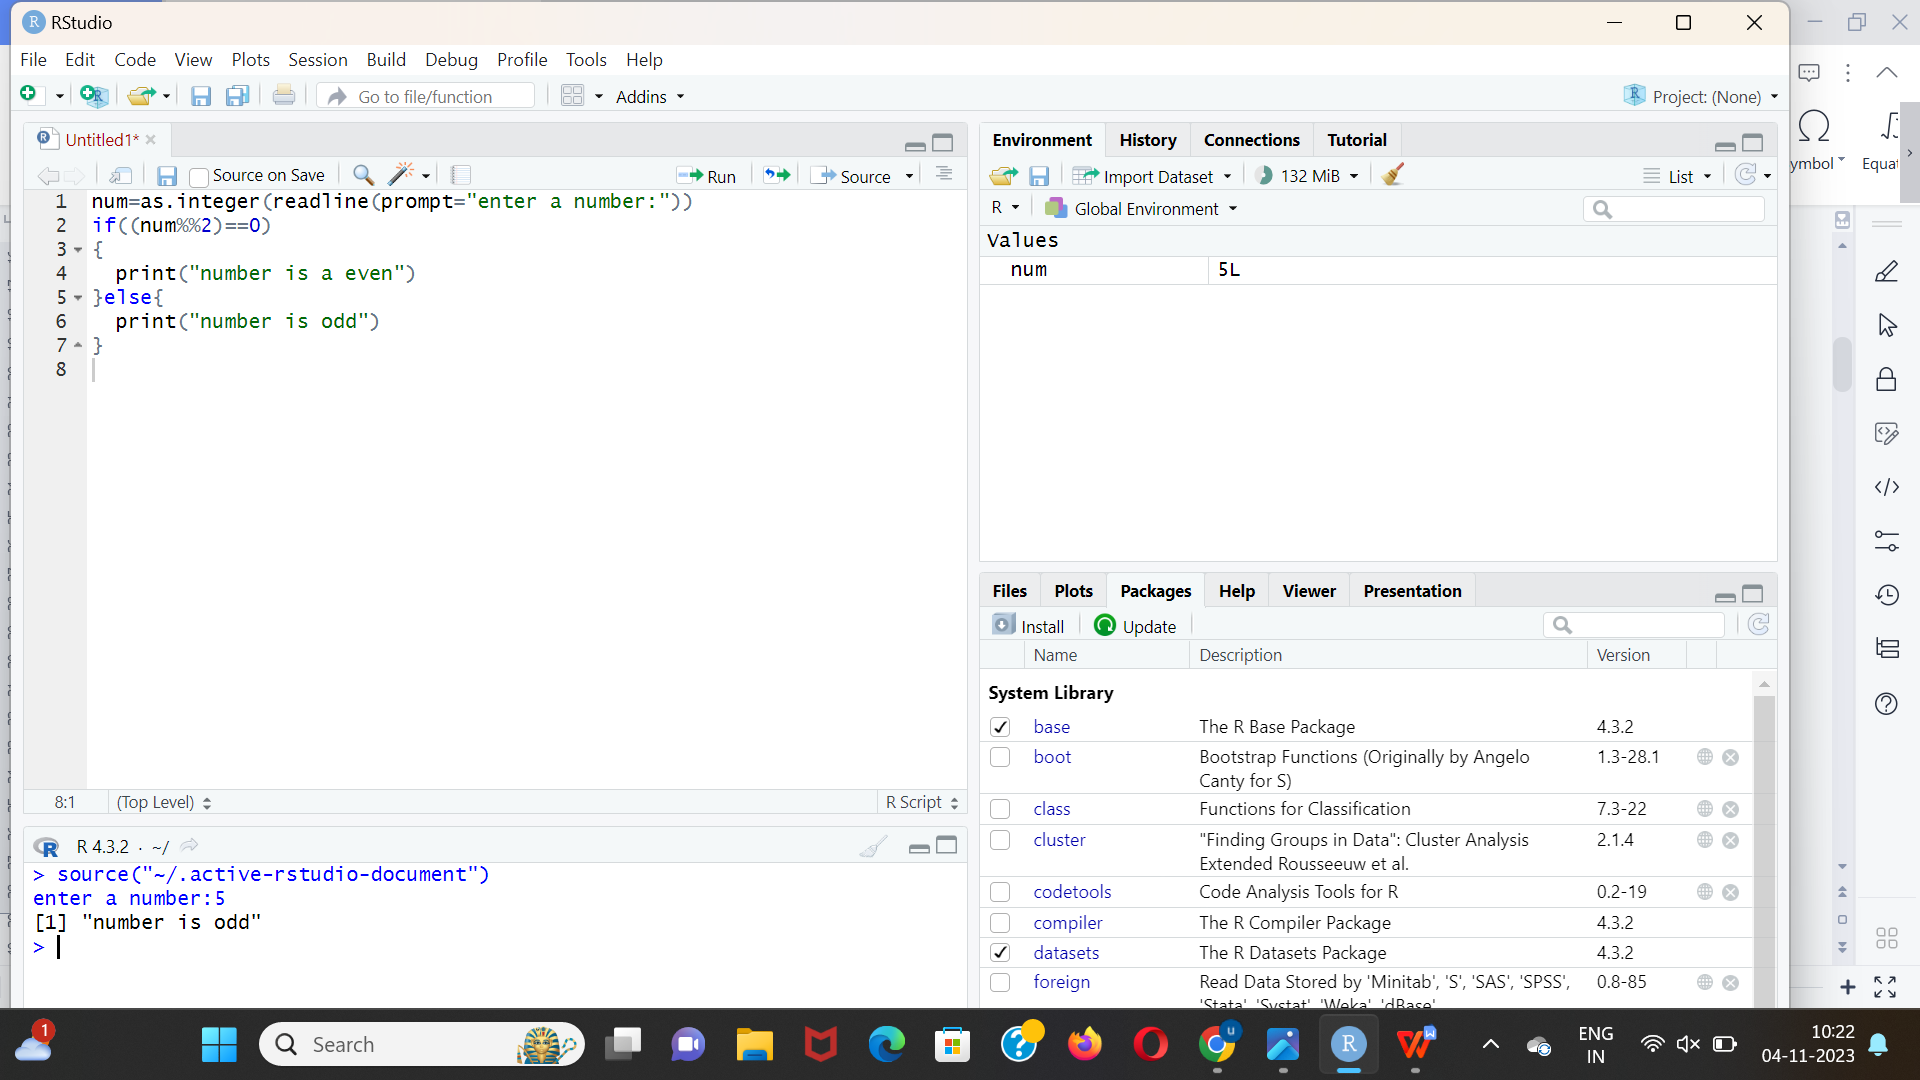 RStudio
File Edit Code View Plots Session Build Debug Profile Tools Help
Go to file/function Addins Project: (None)
Untitled1*
Source on Save Run Source
1 num=as.integer(readline(prompt="enter a number:"))
2 if((num%%2)==0)
3 {
4 print("number is a even")
5 }else{
6 print("number is odd")
7 }
8
8:1 (Top Level) R Script
R 4.3.2 · ~/
> source("~/.active-rstudio-document")
enter a number:5
[1] "number is odd"
>
Environment History Connections Tutorial
Import Dataset 132 MiB List
R Global Environment
Values
num 5L
Files Plots Packages Help Viewer Presentation
Install Update
Name Description Version
System Library
base The R Base Package 4.3.2
boot Bootstrap Functions (Originally by Angelo 1.3-28.1
Canty for S)
class Functions for Classification 7.3-22
cluster "Finding Groups in Data": Cluster Analysis 2.1.4
Extended Rousseeuw et al.
codetools Code Analysis Tools for R 0.2-19
compiler The R Compiler Package 4.3.2
datasets The R Datasets Package 4.3.2
foreign Read Data Stored by 'Minitab', 'S', 'SAS', 'SPSS', 0.8-85
'Stata', 'Systat', 'Weka', 'dBase',
ymbol Equat
1 Search ENG 10:22
IN 04-11-2023